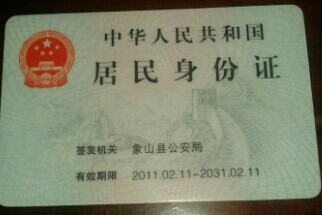 中华人民共和国
居民身份证
签发机关 象山县公安局
有效期限 2011.02.11-2031.02.11